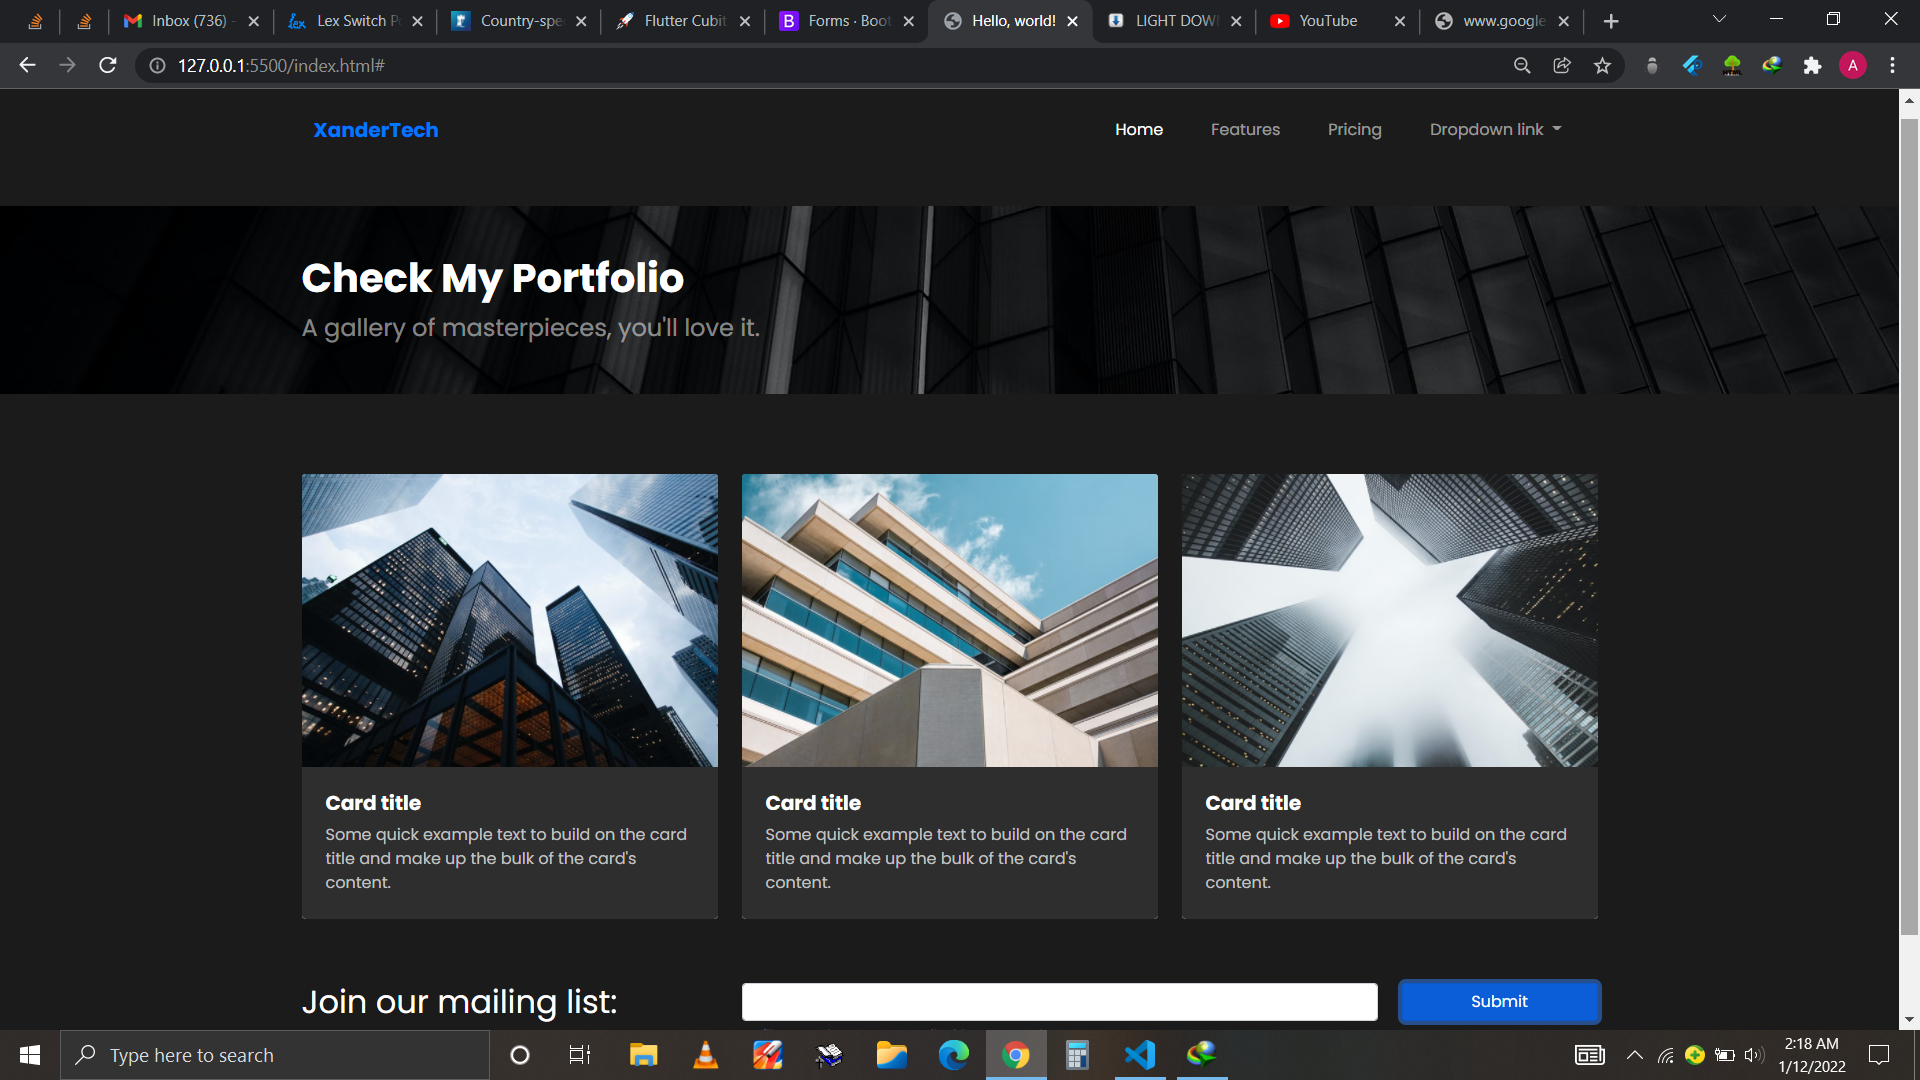 Inbox (736) -
Lex Switch Po
Country-spe
Flutter Cubit
B
Forms · Boot
Hello, world!
LIGHT DOW
YouTube
www.google
127.0.0.1:5500/index.html#
A
XanderTech
Home
Features
Pricing
Dropdown link
Check My Portfolio
A gallery of masterpieces, you'll love it.
Card title
Some quick example text to build on the card
title and make up the bulk of the card's
content.
Card title
Some quick example text to build on the card
title and make up the bulk of the card's
content.
Card title
Some quick example text to build on the card
title and make up the bulk of the card's
content.
Join our mailing list:
Submit
Type here to search
2:18 AM
1/12/2022